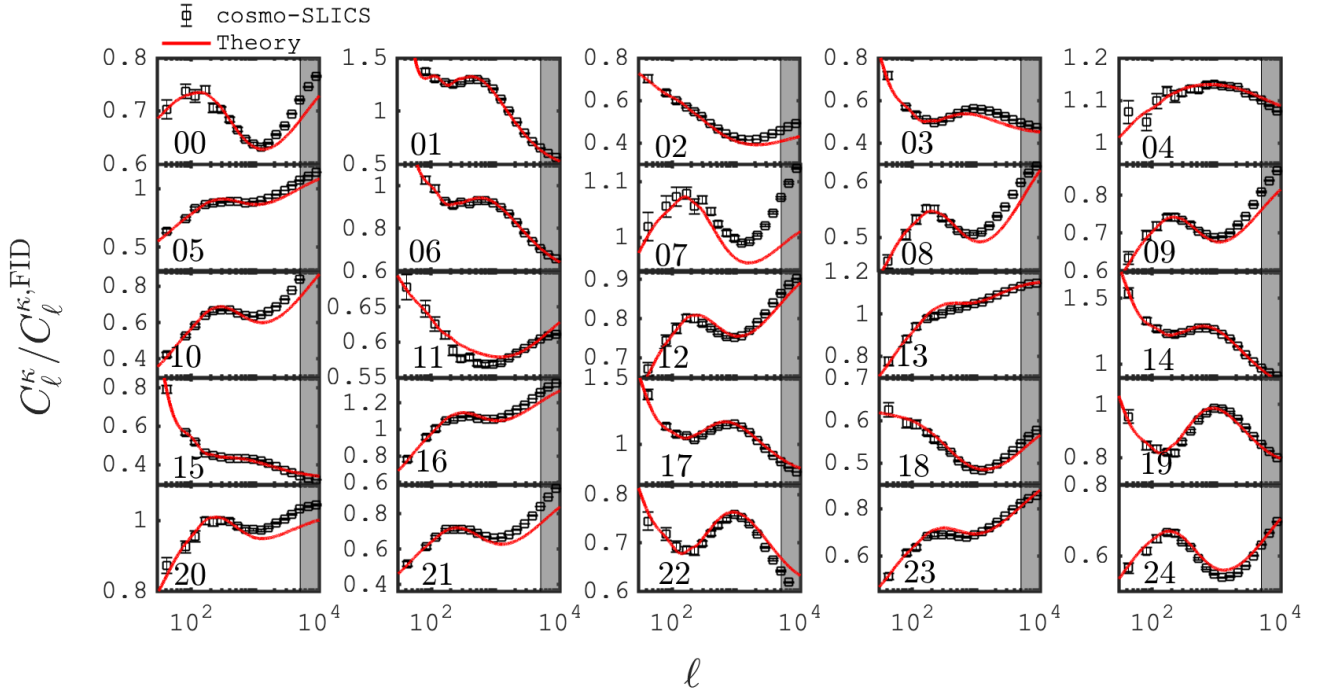 cosmo-SLICS
Theory
0.8 1.5 0.8 0.8 1.2
0.7 1 0.6 0.6 1.1
00 01 02 03 04
0.6 0.5 0.4 0.4 1
1 1 1.1 0.6 0.9
0.8
0.5 1 0.5 0.7
05 06 07 08 09
0.6 0.9 1.2 0.6
0.8 0.65 1.5
0.6 0.6 0.8 1
0.4 0.7 0.8 1
10 11 12 13 14
0.55 1.5 0.7
0.8 1.2 0.6 1
1 1
0.4 0.5 0.8
15 16 17 18 19
0.6 0.8
1 0.8 0.8
0.6 0.7 0.6 0.6
20 21 22 23 24
0.8 0.4 0.6
10^2 10^4 10^2 10^4 10^2 10^4 10^2 10^4 10^2 10^4
C_ℓ^κ/C_ℓ^{κ,FID}
ℓ